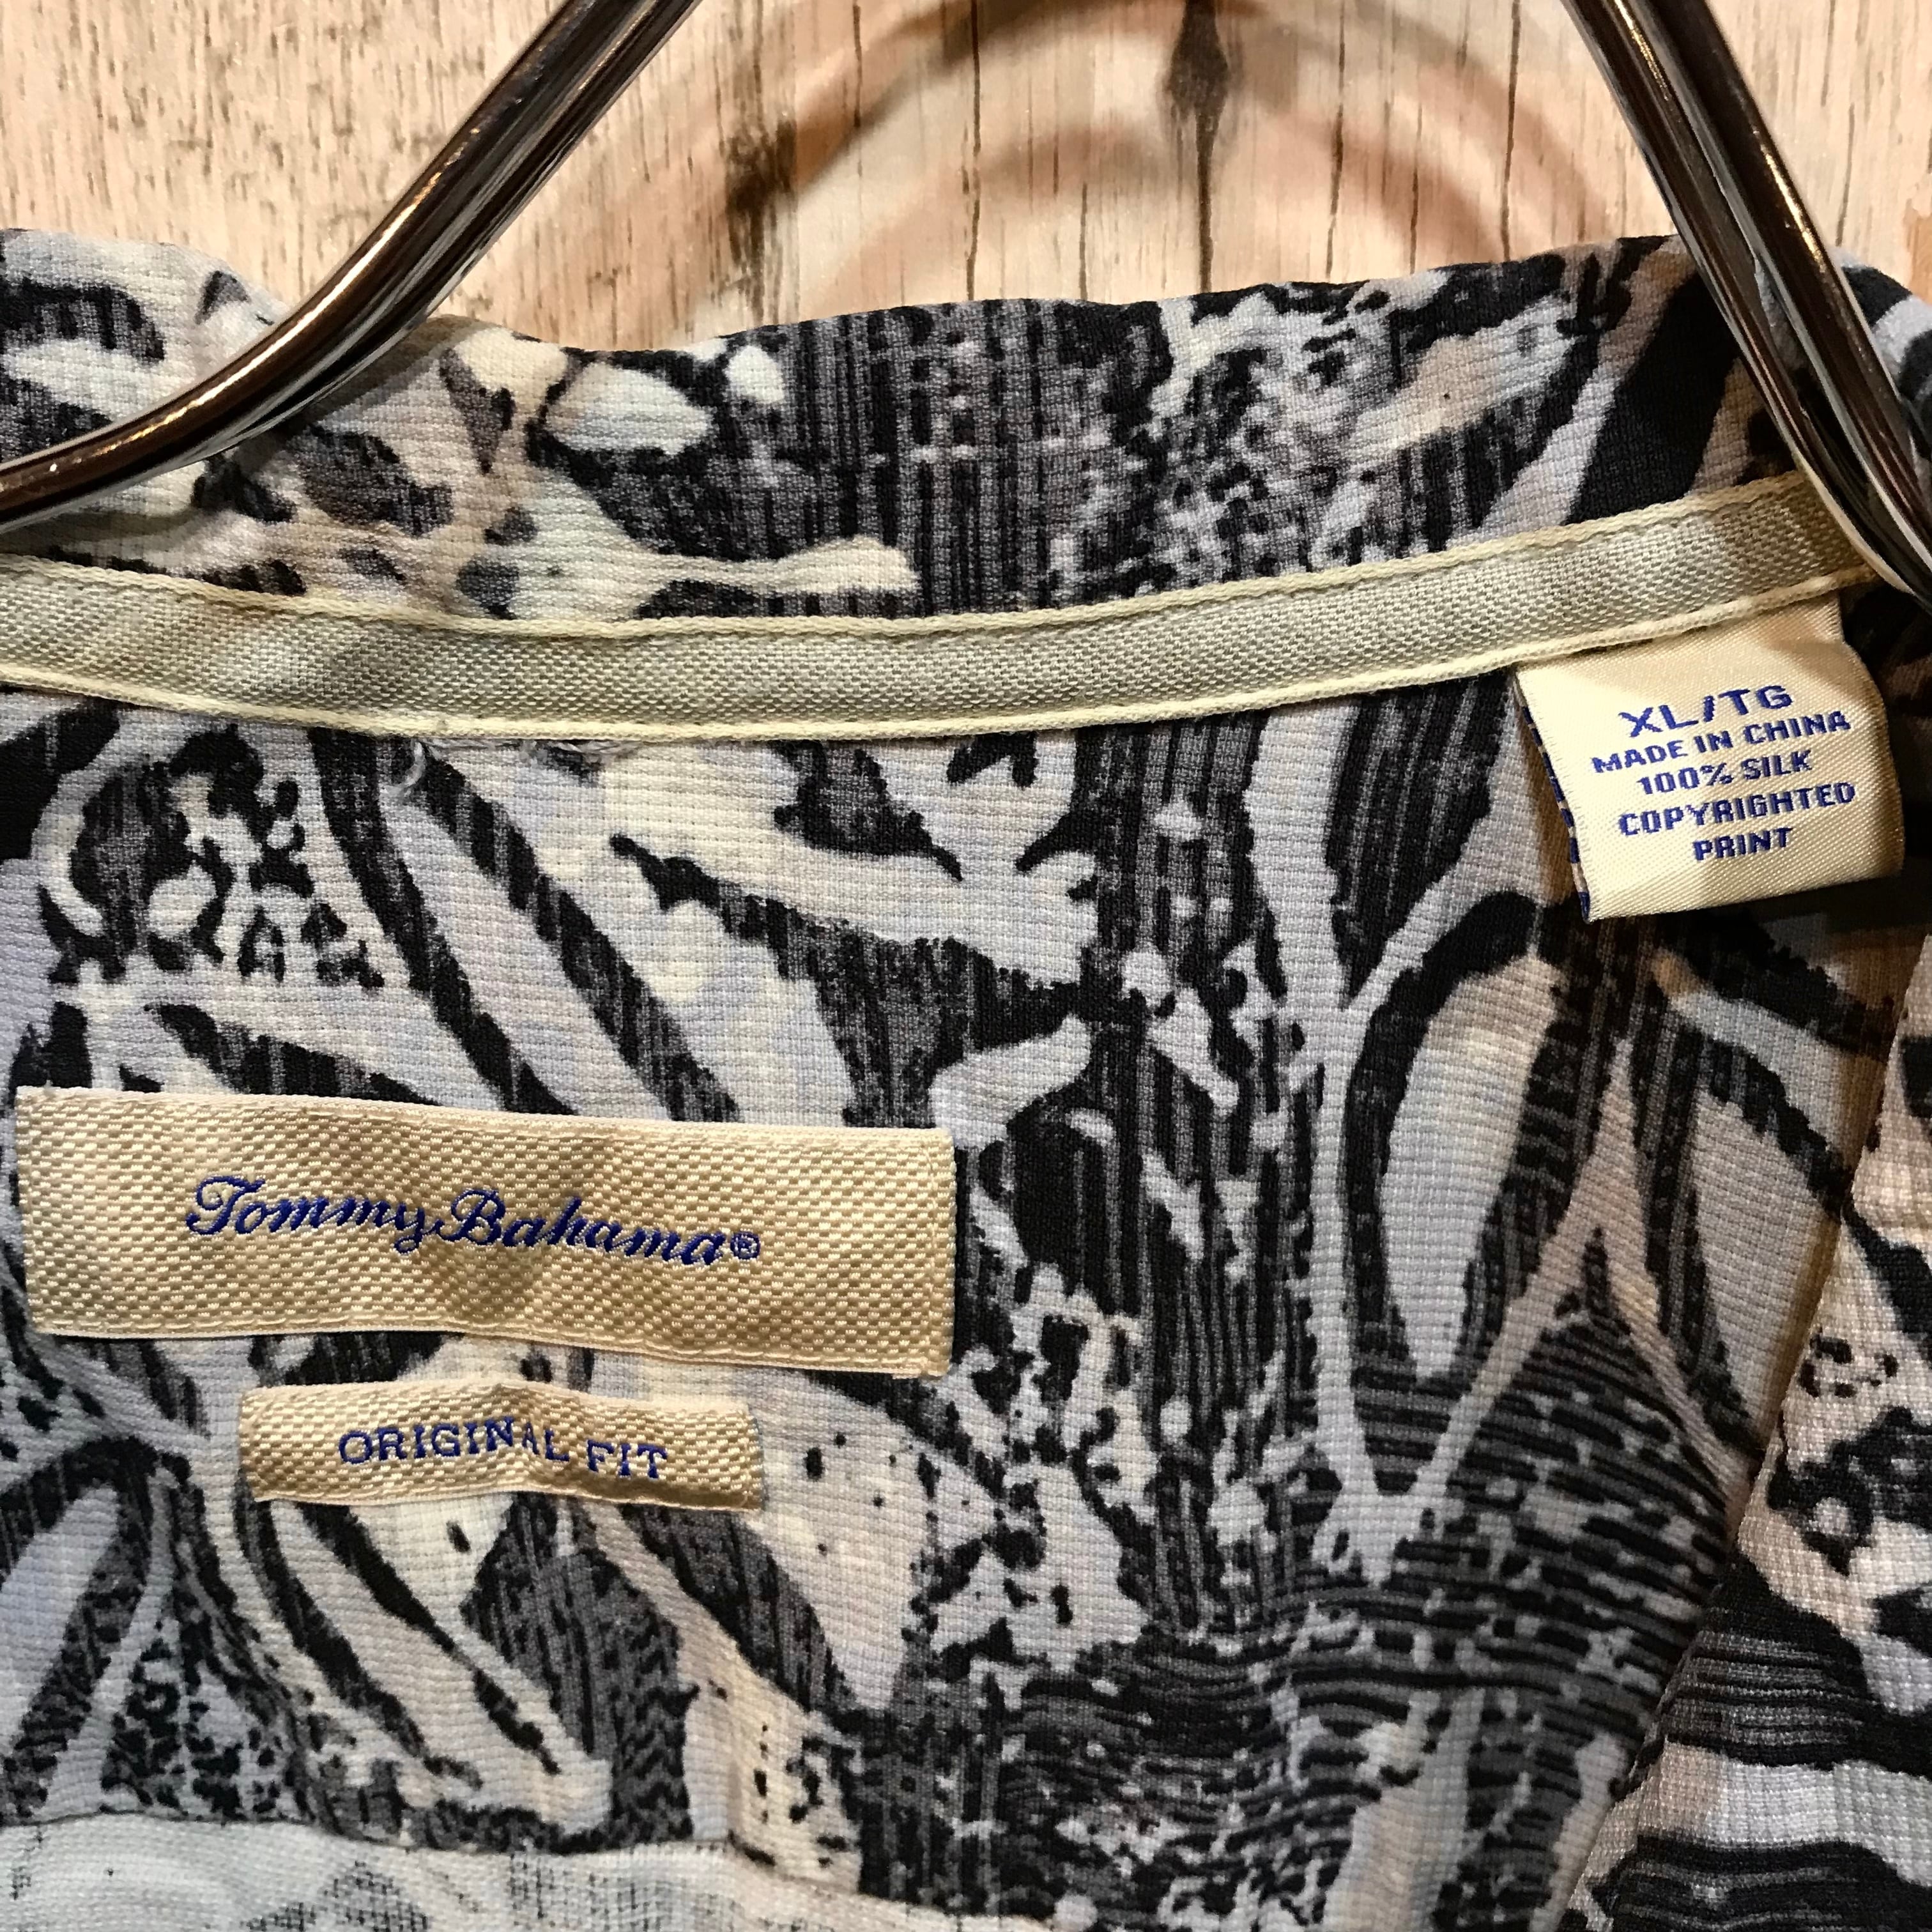 XL/TG
MADE IN CHINA
100% SILK
COPYRIGHTED
PRINT
Tommy Bahama®
ORIGINAL FIT